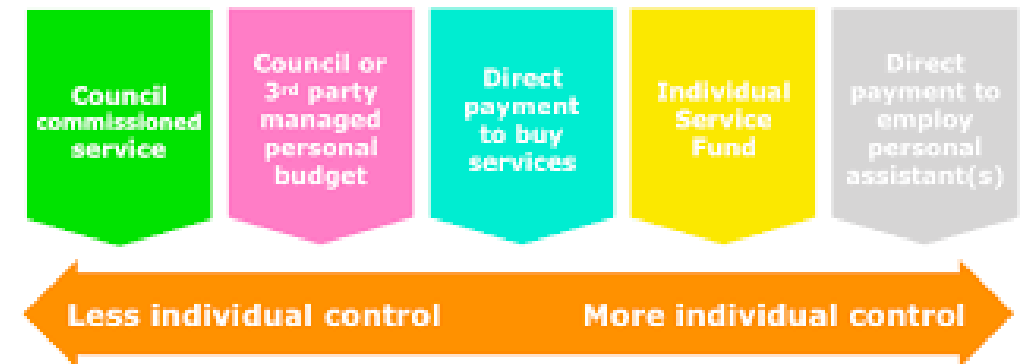 Council
commissioned
service
Council or
3rd party
managed
personal
budget
Direct
payment
to buy
services
Individual
Service
Fund
Direct
payment to
employ
personal
assistant(s)
Less individual control
More individual control